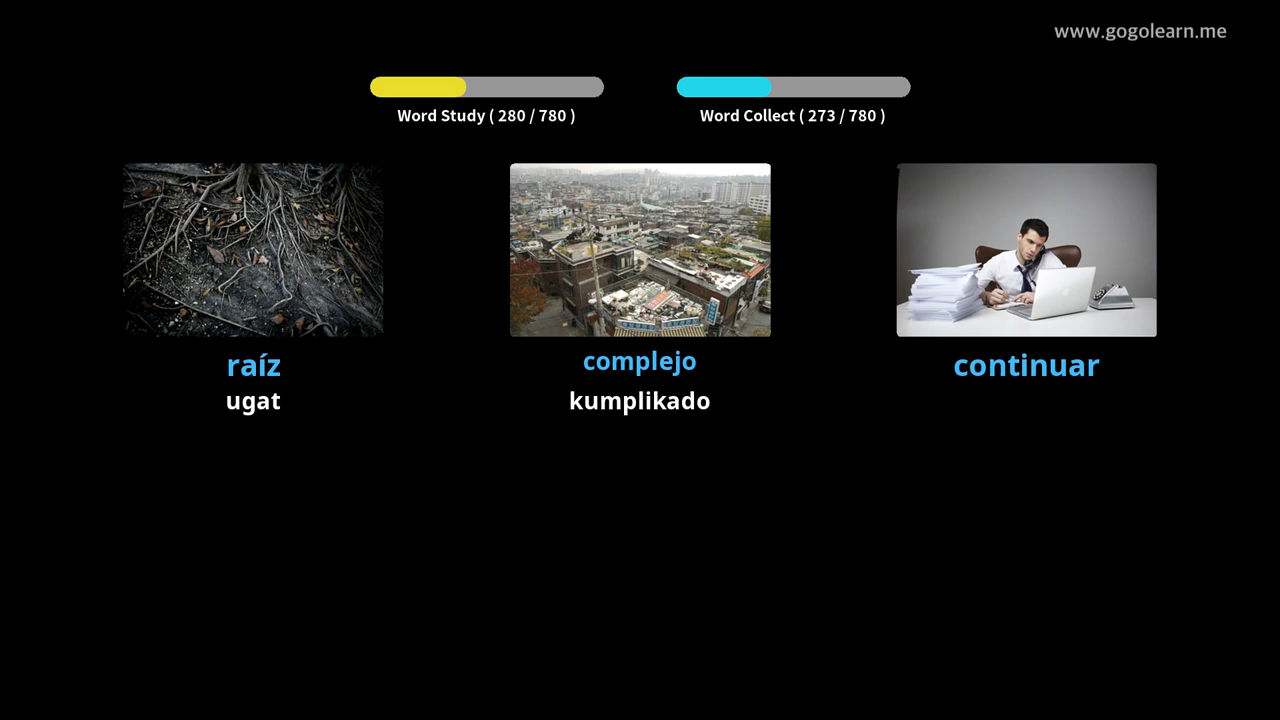 www.gogolearn.me
Word Study ( 280 / 780 )
Word Collect ( 273 / 780 )
raíz
ugat
complejo
kumplikado
continuar